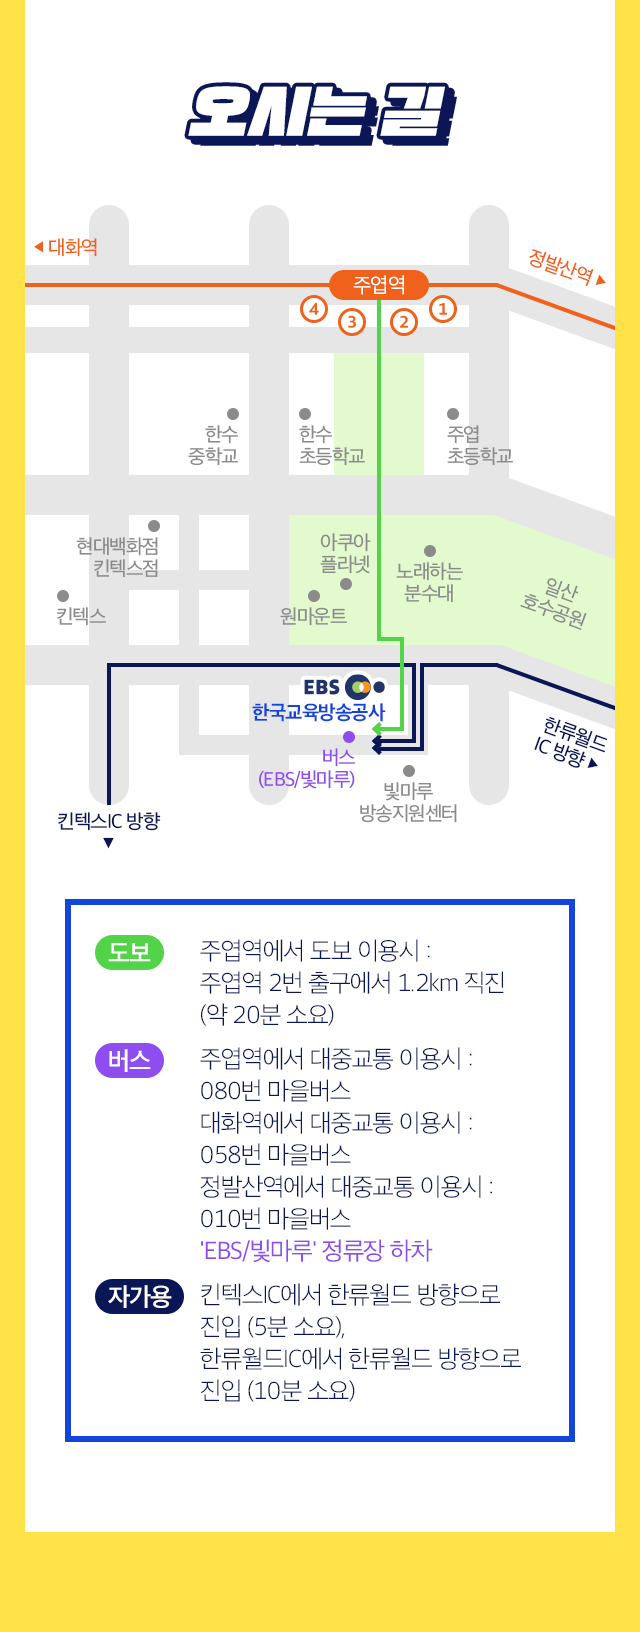 오시는 길
◀ 대화역
정발산역 ▶
주엽역
4
3
2
1
한수
중학교
한수
초등학교
주엽
초등학교
현대백화점
킨텍스점
킨텍스
아쿠아
플라넷
원마운트
노래하는
분수대
일산
호수공원
EBS
한국교육방송공사
버스
(EBS/빛마루)
빛마루
방송지원센터
한류월드
IC 방향 ▶
킨텍스IC 방향
▼
도보
주엽역에서 도보 이용시 :
주엽역 2번 출구에서 1.2km 직진
(약 20분 소요)
버스
주엽역에서 대중교통 이용시 :
080번 마을버스
대화역에서 대중교통 이용시 :
058번 마을버스
정발산역에서 대중교통 이용시 :
010번 마을버스
'EBS/빛마루' 정류장 하차
자가용
킨텍스IC에서 한류월드 방향으로
진입 (5분 소요),
한류월드IC에서 한류월드 방향으로
진입 (10분 소요)